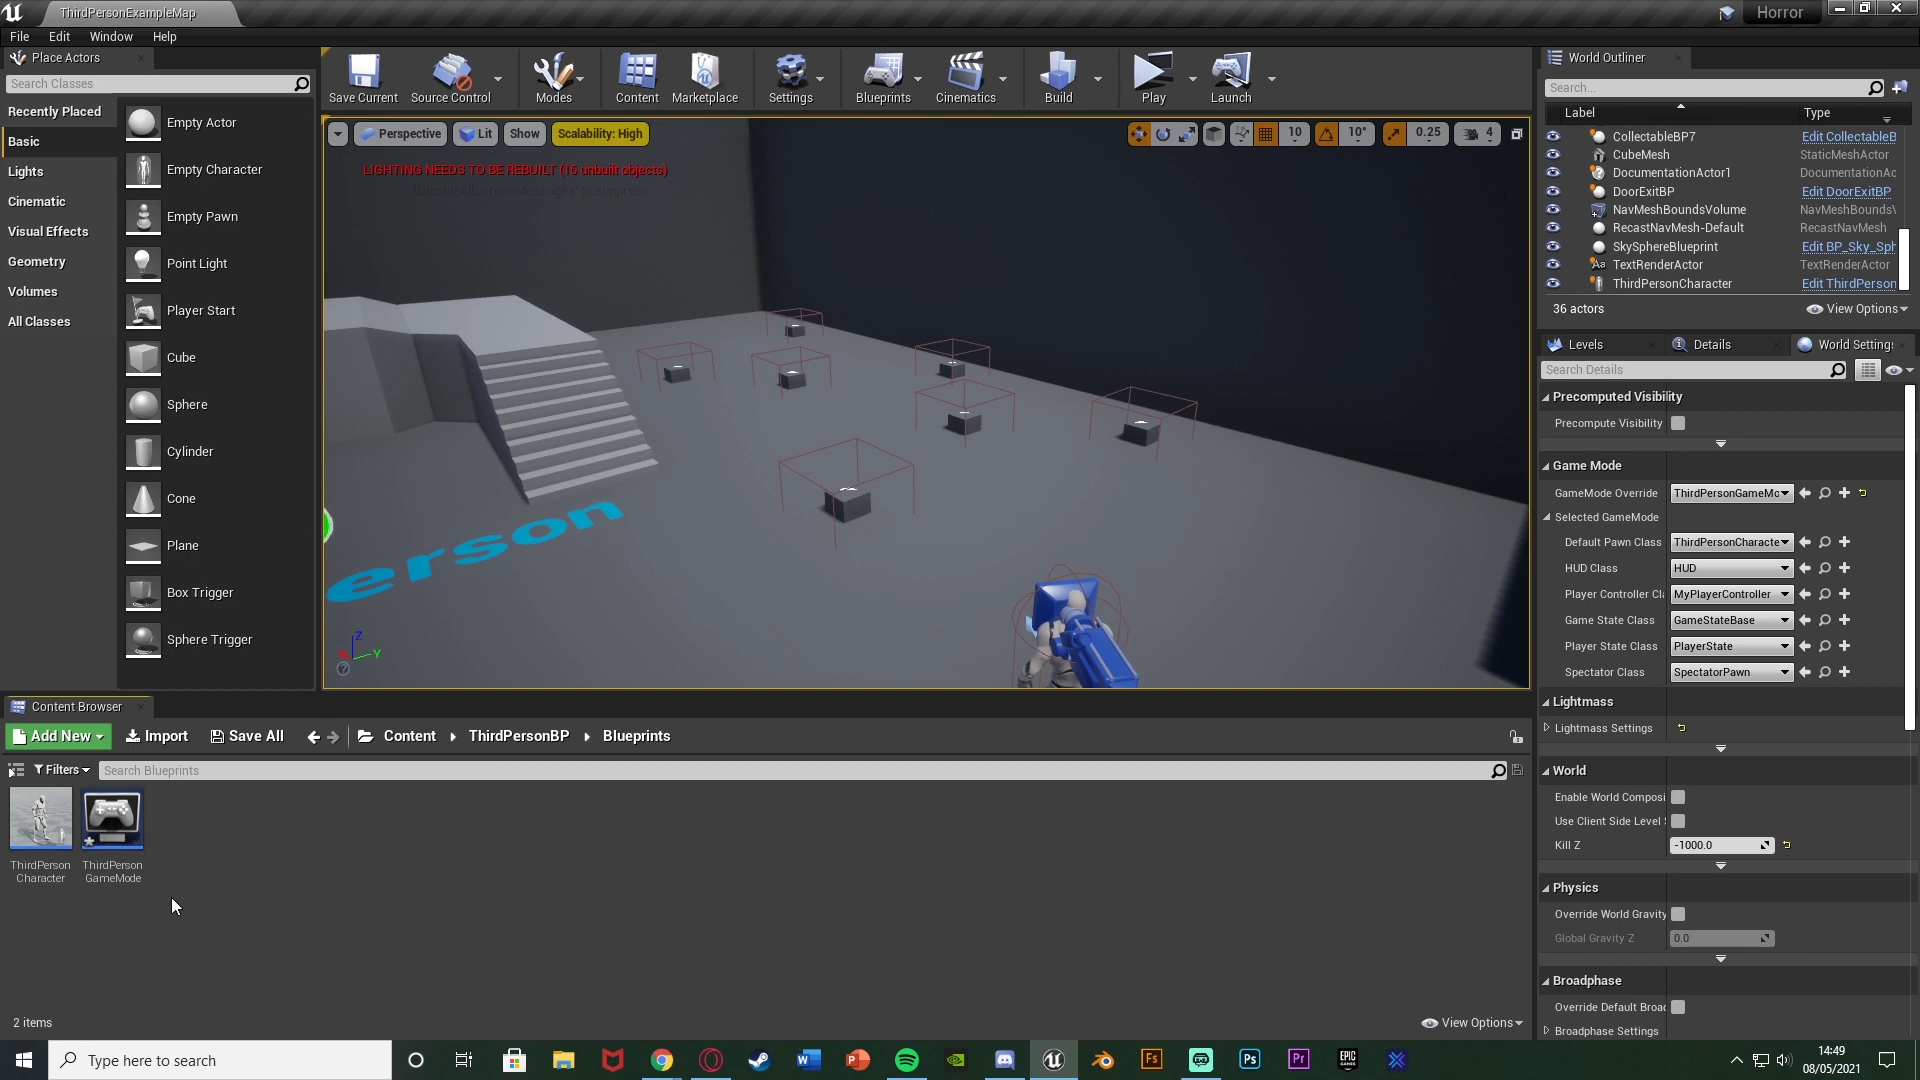 ThirdPersonExampleMap
Horror
File Edit Window Help
Place Actors
Search Classes
Recently Placed
Basic
Lights
Cinematic
Visual Effects
Geometry
Volumes
All Classes
Empty Actor
Empty Character
Empty Pawn
Point Light
Player Start
Cube
Sphere
Cylinder
Cone
Plane
Box Trigger
Sphere Trigger
Save Current
Source Control
Modes
Content
Marketplace
Settings
Blueprints
Cinematics
Build
Play
Launch
Perspective
Lit
Show
Scalability: High
10
10°
0.25
4
LIGHTING NEEDS TO BE REBUILT (16 unbuilt objects)
'DisableAllScreenMessages' to suppress
erson
Z
Y
World Outliner
Search...
Label Type
CollectableBP7 Edit CollectableB
CubeMesh StaticMeshActor
DocumentationActor1 DocumentationAc
DoorExitBP Edit DoorExitBP
NavMeshBoundsVolume NavMeshBoundsV
RecastNavMesh-Default RecastNavMesh
SkySphereBlueprint Edit BP_Sky_Sph
TextRenderActor TextRenderActor
ThirdPersonCharacter Edit ThirdPerson
36 actors
View Options
Levels
Details
World Settings
Search Details
Precomputed Visibility
Precompute Visibility
Game Mode
GameMode Override ThirdPersonGameMo
Selected GameMode
Default Pawn Class ThirdPersonCharacte
HUD Class HUD
Player Controller Cla MyPlayerController
Game State Class GameStateBase
Player State Class PlayerState
Spectator Class SpectatorPawn
Lightmass
Lightmass Settings
World
Enable World Composi
Use Client Side Level S
Kill Z -1000.0
Physics
Override World Gravity
Global Gravity Z 0.0
Broadphase
Override Default Broad
Broadphase Settings
Content Browser
Add New
Import
Save All
Content
ThirdPersonBP
Blueprints
Filters
Search Blueprints
ThirdPerson
Character
ThirdPerson
GameMode
2 items
View Options
Type here to search
14:49
08/05/2021